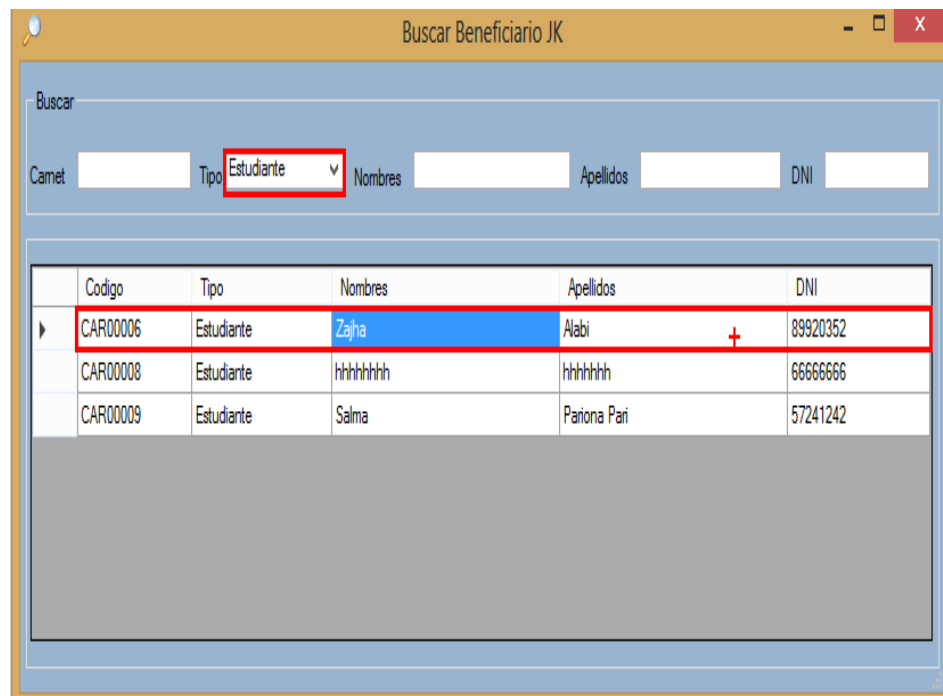 Buscar Beneficiario JK
Buscar
Carnet Tipo Estudiante Nombres Apellidos DNI
Codigo Tipo Nombres Apellidos DNI
CAR00006 Estudiante Zajha Alabi 89920352
CAR00008 Estudiante hhhhhhhh hhhhhhh 66666666
CAR00009 Estudiante Salma Pariona Pari 57241242